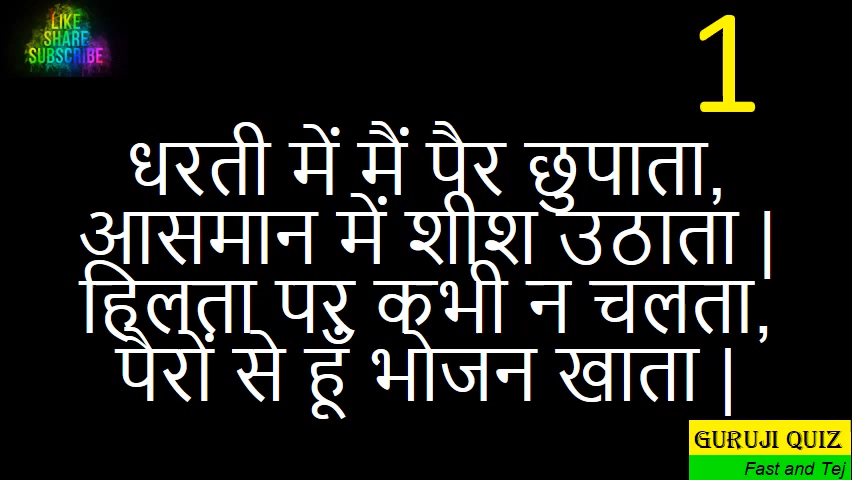 LIKE
SHARE
SUBSCRIBE
1
धरती में मैं पैर छुपाता,
आसमान में शीश उठाता |
हिलता पर कभी न चलता,
पैरों से हूँ भोजन खाता |
GURUJI QUIZ
Fast and Tej